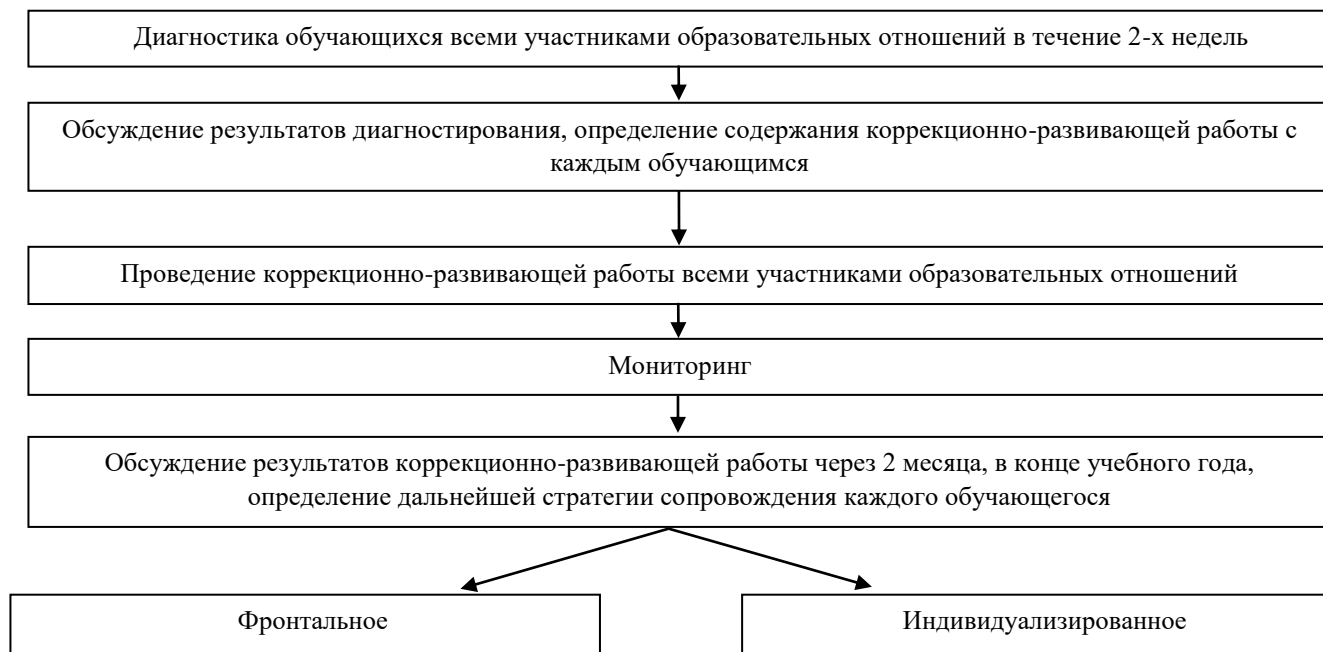 Диагностика обучающихся всеми участниками образовательных отношений в течение 2-х недель
Обсуждение результатов диагностирования, определение содержания коррекционно-развивающей работы с
каждым обучающимся
Проведение коррекционно-развивающей работы всеми участниками образовательных отношений
Мониторинг
Обсуждение результатов коррекционно-развивающей работы через 2 месяца, в конце учебного года,
определение дальнейшей стратегии сопровождения каждого обучающегося
Фронтальное
Индивидуализированное